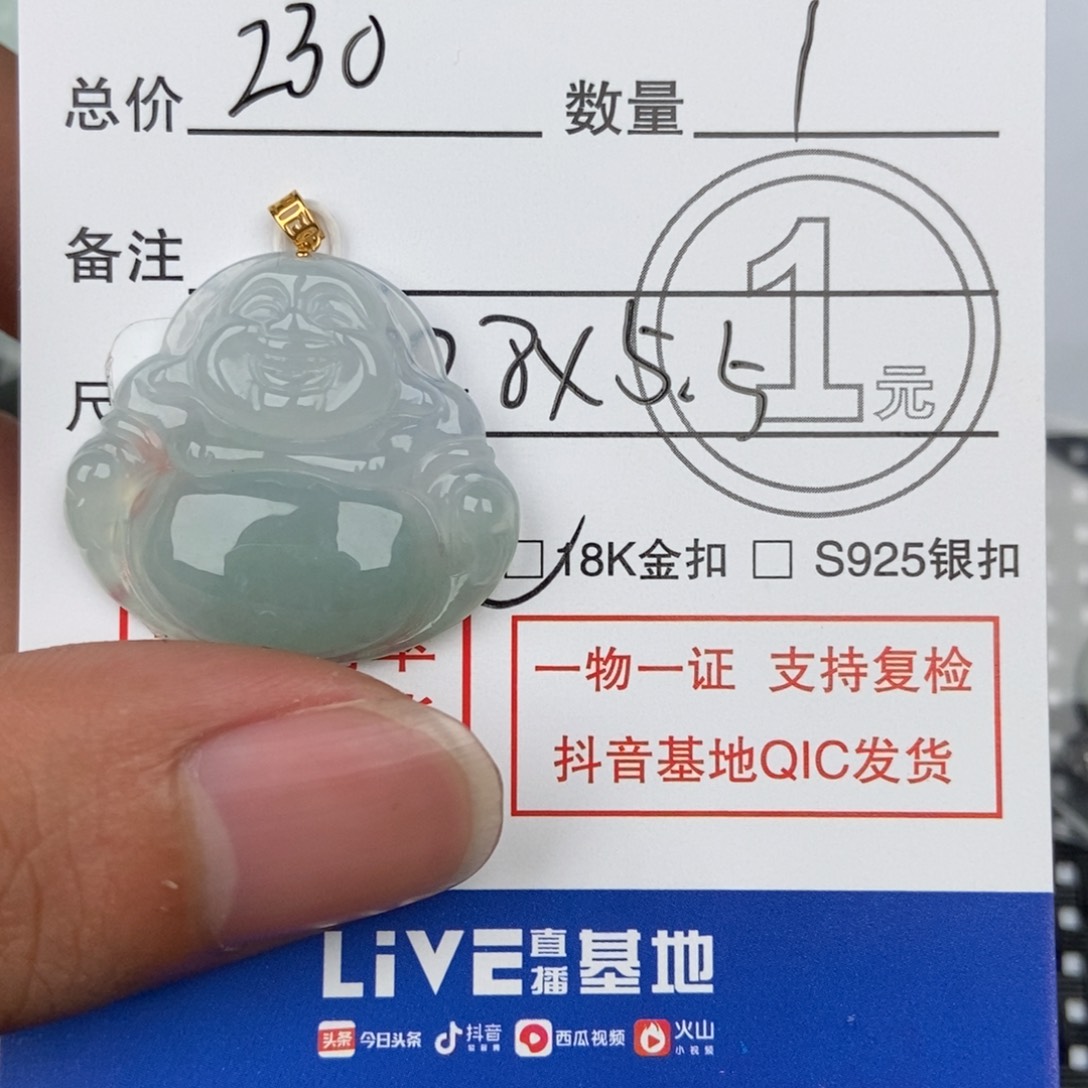 总价 230 数量 1
备注
尺 28X5.5
1元
18K金扣 S925银扣
一物一证 支持复检
抖音基地QIC发货
LiVE直播基地
头条 今日头条 抖音 西瓜视频 火山小视频